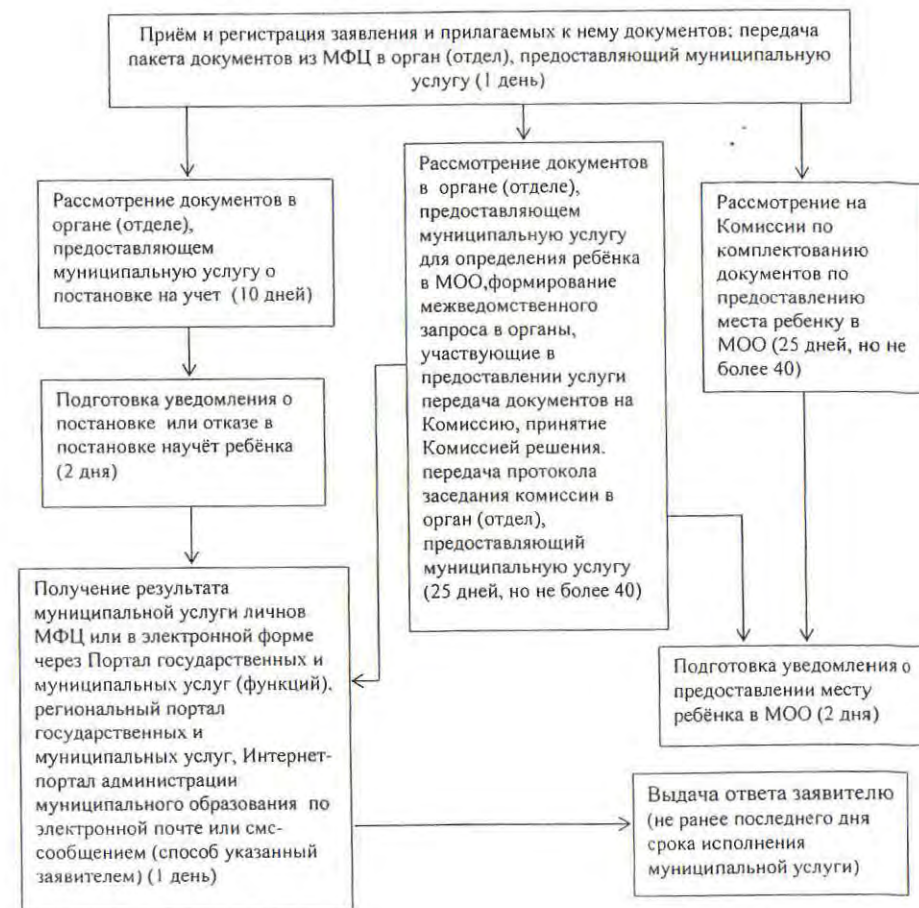 Приём и регистрация заявления и прилагаемых к нему документов; передача
пакета документов из МФЦ в орган (отдел), предоставляющий муниципальную
услугу (1 день)
Рассмотрение документов в
органе (отделе),
предоставляющем
муниципальную услугу о
постановке на учет (10 дней)
Подготовка уведомления о
постановке или отказе в
постановке научёт ребёнка
(2 дня)
Получение результата
муниципальной услуги личнов
МФЦ или в электронной форме
через Портал государственных и
муниципальных услуг (функций),
региональный портал
государственных и
муниципальных услуг, Интернет-
портал администрации
муниципального образования по
электронной почте или смс-
сообщением (способ указанный
заявителем) (1 день)
Рассмотрение документов
в органе (отделе),
предоставляющем
муниципальную услугу
для определения ребёнка
в МОО,формирование
межведомственного
запроса в органы,
участвующие в
предоставлении услуги
передача документов на
Комиссию, принятие
Комиссией решения.
передача протокола
заседания комиссии в
орган (отдел),
предоставляющий
муниципальную услугу
(25 дней, но не более 40)
Рассмотрение на
Комиссии по
комплектованию
документов по
предоставлению
места ребенку в
МОО (25 дней, но не
более 40)
Подготовка уведомления о
предоставлении месту
ребёнка в МОО (2 дня)
Выдача ответа заявителю
(не ранее последнего дня
срока исполнения
муниципальной услуги)